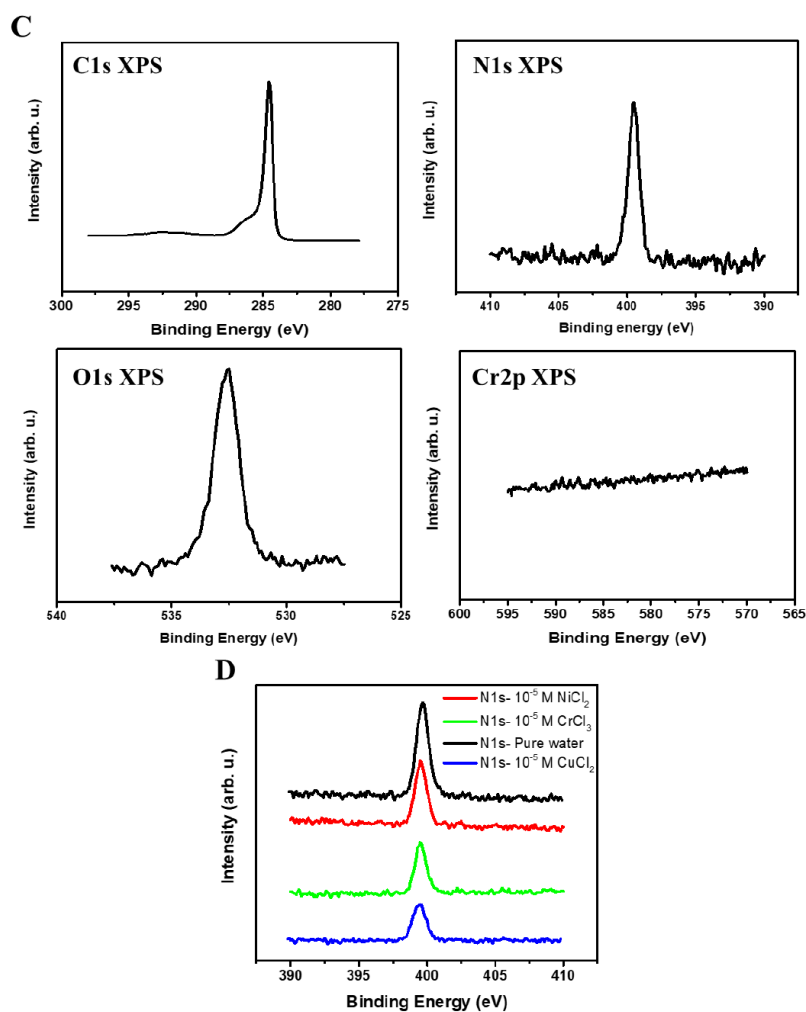 C
C1s XPS
Intensity (arb. u.)
300 295 290 285 280 275
Binding Energy (eV)
N1s XPS
Intensity (arb. u.)
410 405 400 395 390
Binding energy (eV)
O1s XPS
Intensity (arb. u.)
540 535 530 525
Binding Energy (eV)
Cr2p XPS
Intensity (arb. u.)
600 595 590 585 580 575 570 565
Binding Energy (eV)
D
N1s- 10⁻⁵ M NiCl₂
N1s- 10⁻⁵ M CrCl₃
N1s- Pure water
N1s- 10⁻⁵ M CuCl₂
Intensity (arb. u.)
390 395 400 405 410
Binding Energy (eV)